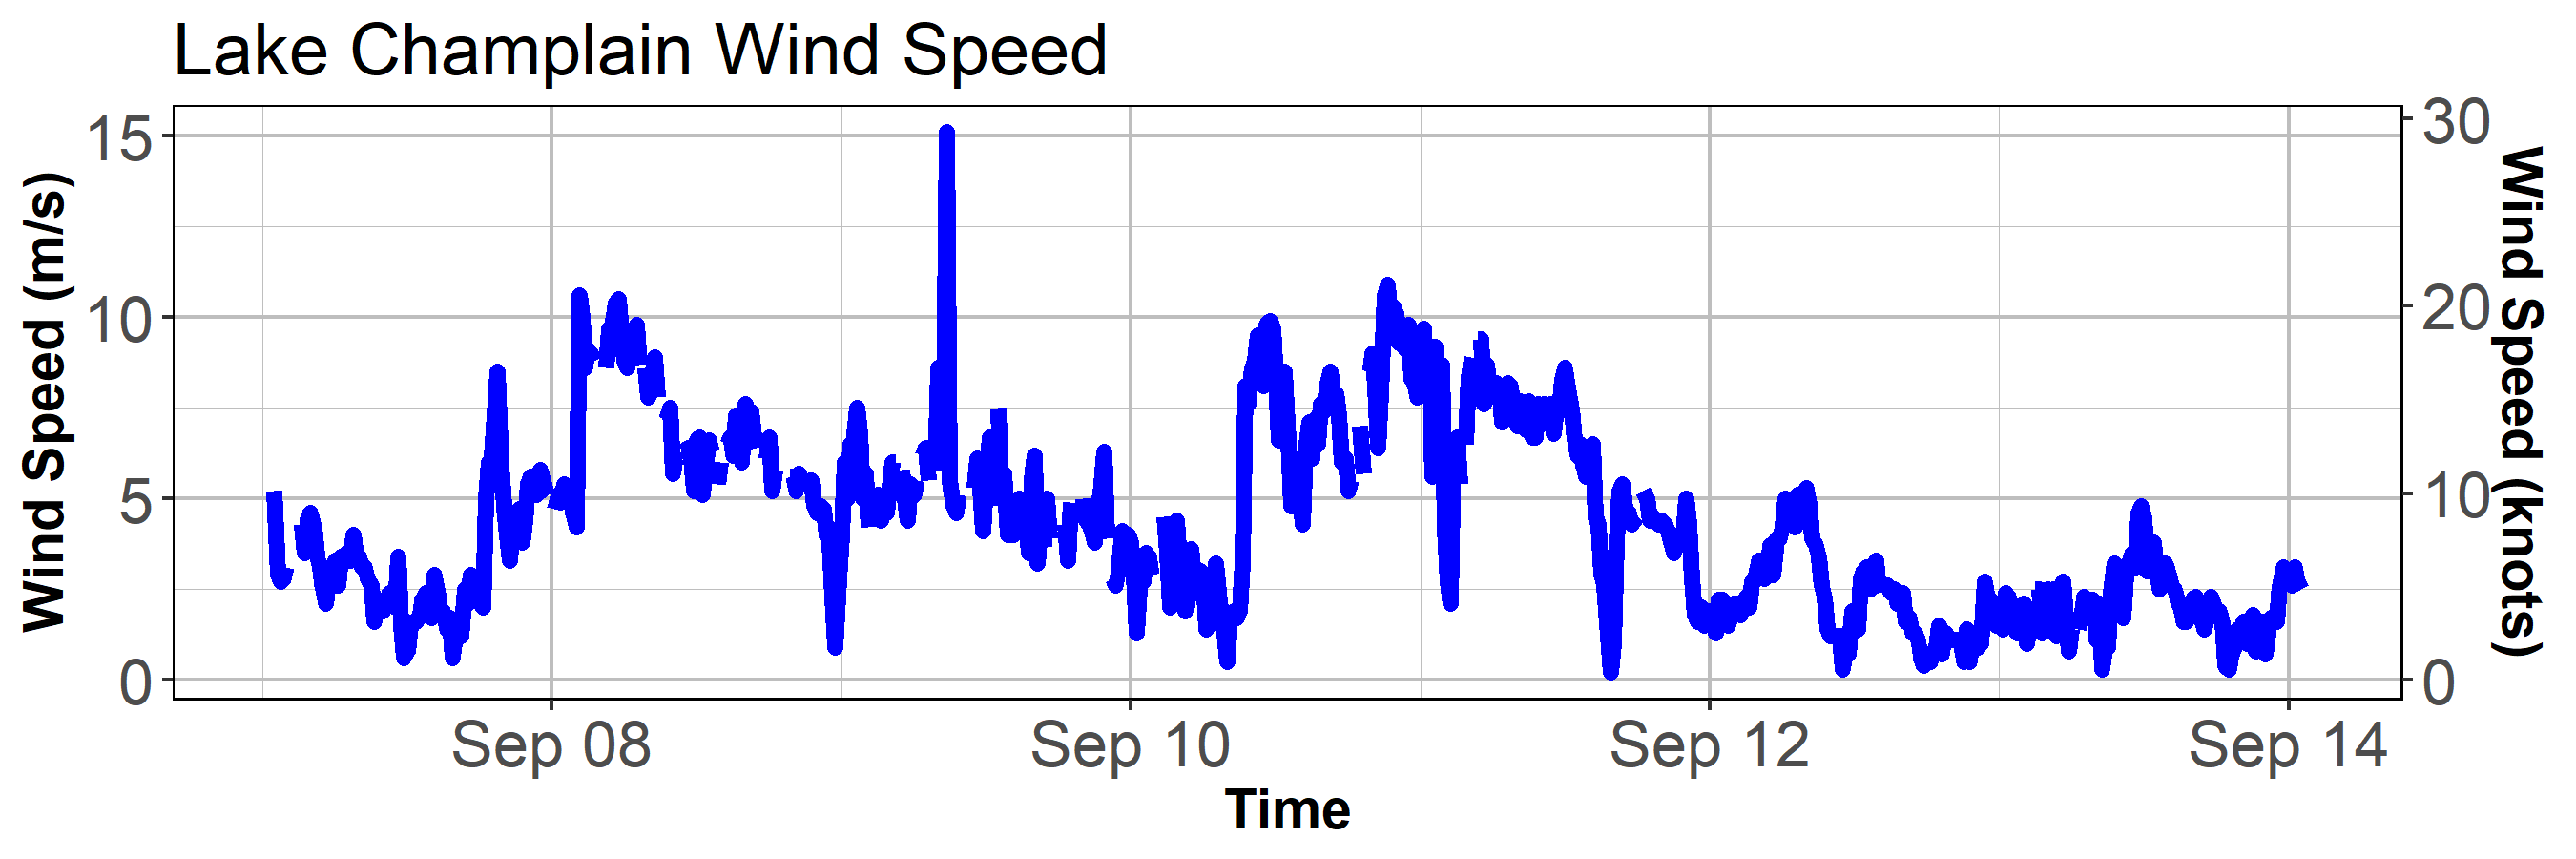 Lake Champlain Wind Speed
Wind Speed (m/s)
15
10
5
0
30
20
10
0
Wind Speed (knots)
Sep 08
Sep 10
Sep 12
Sep 14
Time